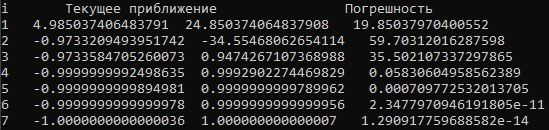 i Текущее приближение Погрешность
1 4.985037406483791 24.850374064837908 19.85037970400552
2 -0.9733209493951742 -34.55468062654114 59.70312016287598
3 -0.9733584705260073 0.9474267107368988 35.502107337297865
4 -0.9999999992498635 0.9992902274469829 0.05830604958562389
5 -0.9999999999894981 0.9999999999789962 0.000709772532013705
6 -0.9999999999999978 0.9999999999999956 2.3477970946191805e-11
7 -1.0000000000000036 1.000000000000007 1.290917759688582e-14